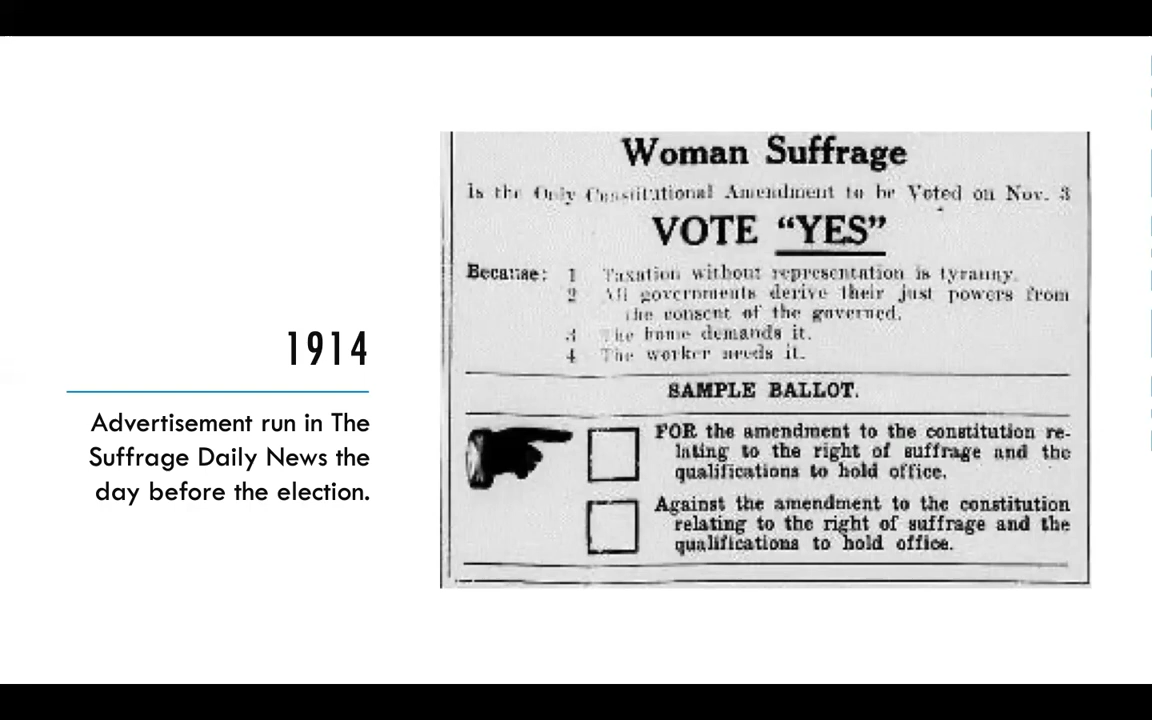 1914
Advertisement run in The
Suffrage Daily News the
day before the election.
Woman Suffrage
Is the Only Constitutional Amendment to be Voted on Nov. 3
VOTE “YES”
Because: 1 Taxation without representation is tyranny.
2 All governments derive their just powers from
the consent of the governed.
3 The home demands it.
4 The worker needs it.
SAMPLE BALLOT.
FOR the amendment to the constitution re-
lating to the right of suffrage and the
qualifications to hold office.
Against the amendment to the constitution
relating to the right of suffrage and the
qualifications to hold office.